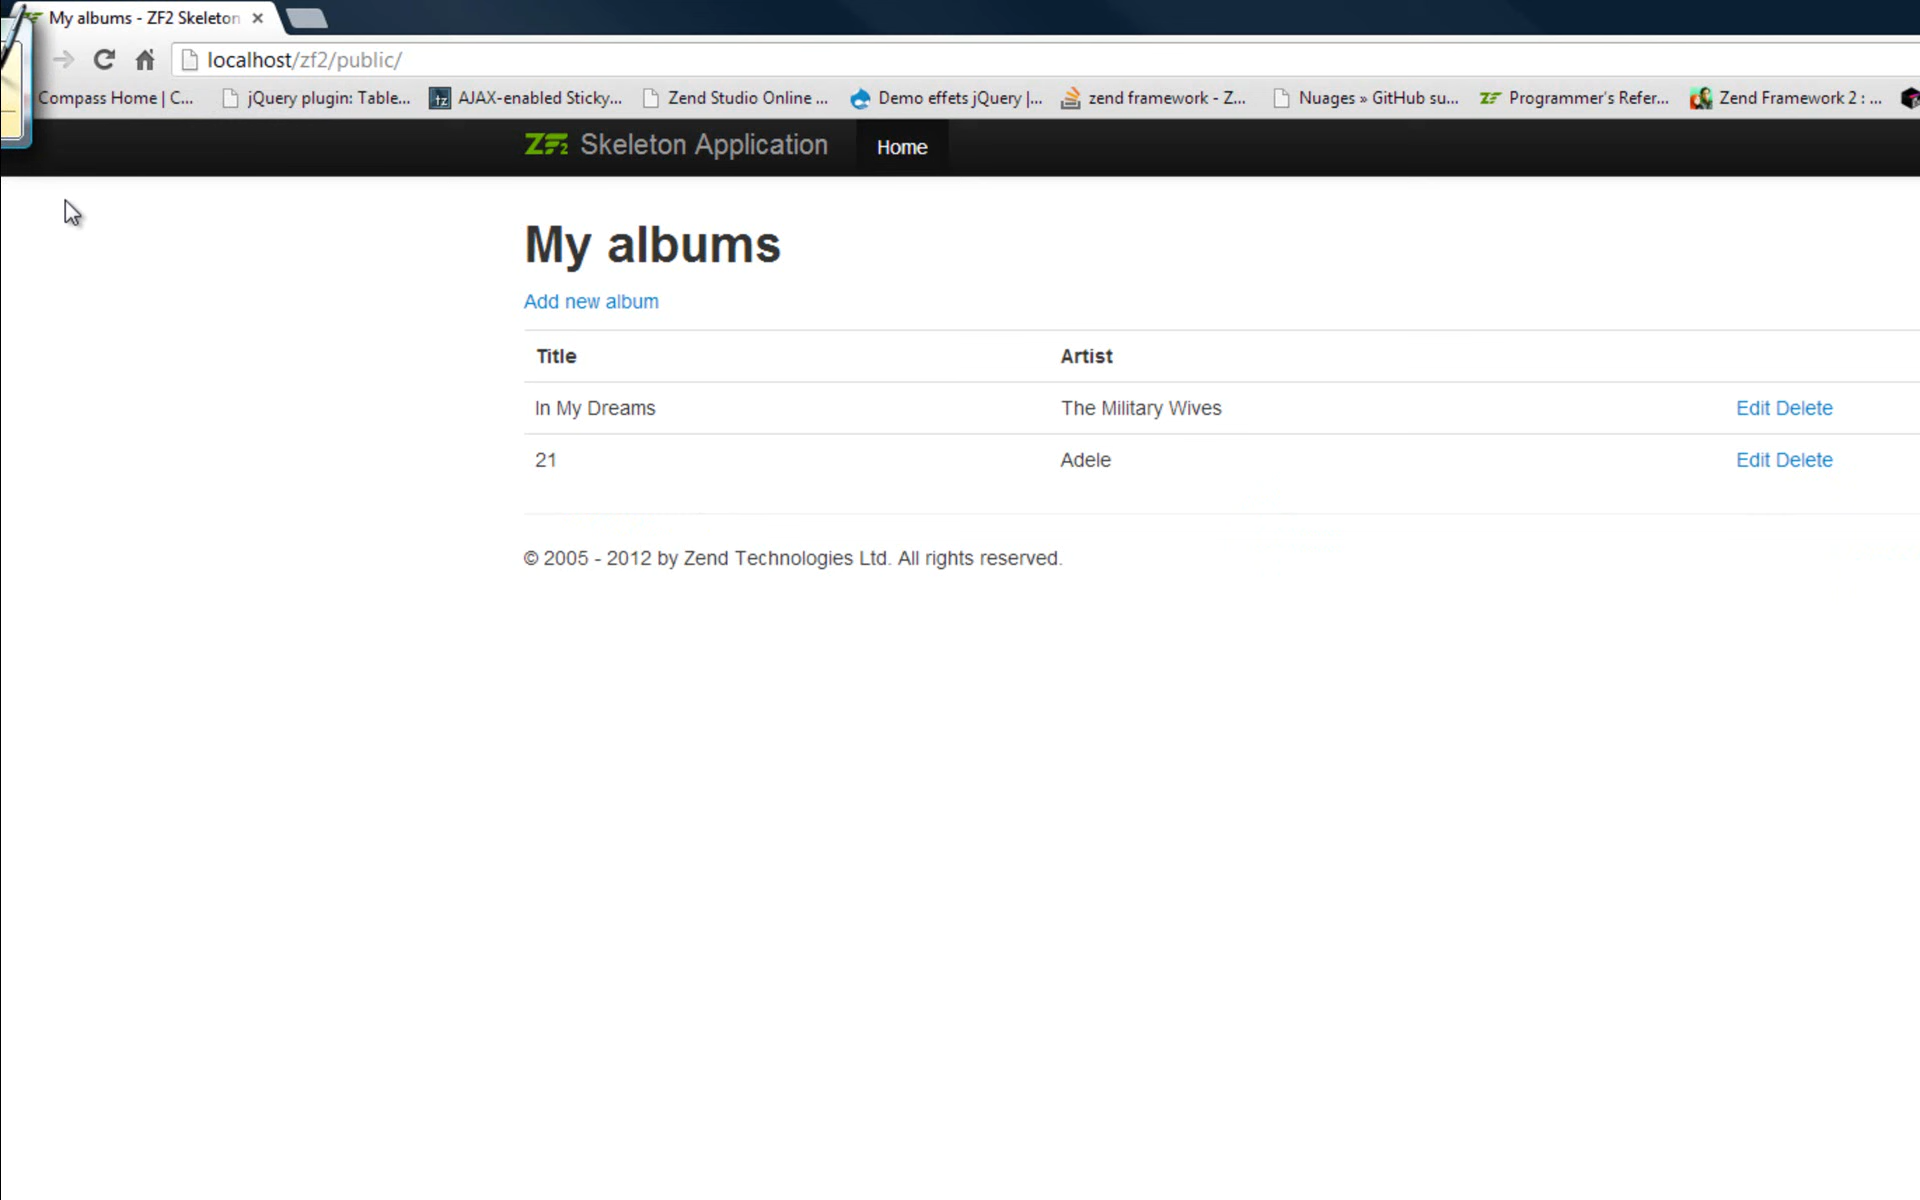 My albums - ZF2 Skeleton
localhost/zf2/public/
Compass Home | C... jQuery plugin: Table... tz AJAX-enabled Sticky... Zend Studio Online ... Demo effets jQuery |... zend framework - Z... Nuages » GitHub su... ZF Programmer's Refer... Zend Framework 2 : ...
ZF2 Skeleton Application Home
My albums
Add new album
Title Artist
In My Dreams The Military Wives Edit Delete
21 Adele Edit Delete
© 2005 - 2012 by Zend Technologies Ltd. All rights reserved.